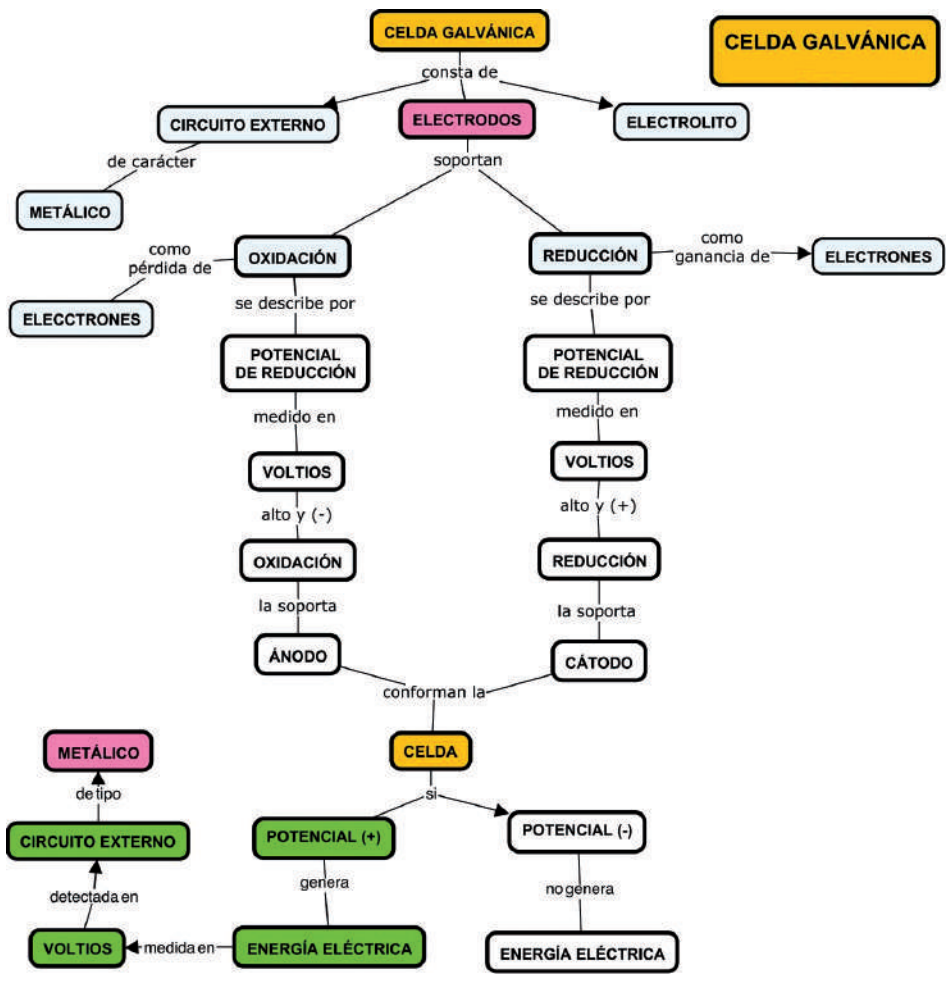 CELDA GALVÁNICA
CELDA GALVÁNICA
consta de
CIRCUITO EXTERNO
ELECTRODOS
ELECTROLITO
de carácter
soportan
METÁLICO
como
pérdida de
OXIDACIÓN
REDUCCIÓN
como
ganancia de
ELECTRONES
ELECCTRONES
se describe por
se describe por
POTENCIAL
DE REDUCCIÓN
POTENCIAL
DE REDUCCIÓN
medido en
medido en
VOLTIOS
VOLTIOS
alto y (-)
alto y (+)
OXIDACIÓN
REDUCCIÓN
la soporta
la soporta
ÁNODO
CÁTODO
conforman la
METÁLICO
CELDA
de tipo
si
CIRCUITO EXTERNO
POTENCIAL (+)
POTENCIAL (-)
detectada en
genera
no genera
VOLTIOS
medida en
ENERGÍA ELÉCTRICA
ENERGÍA ELÉCTRICA